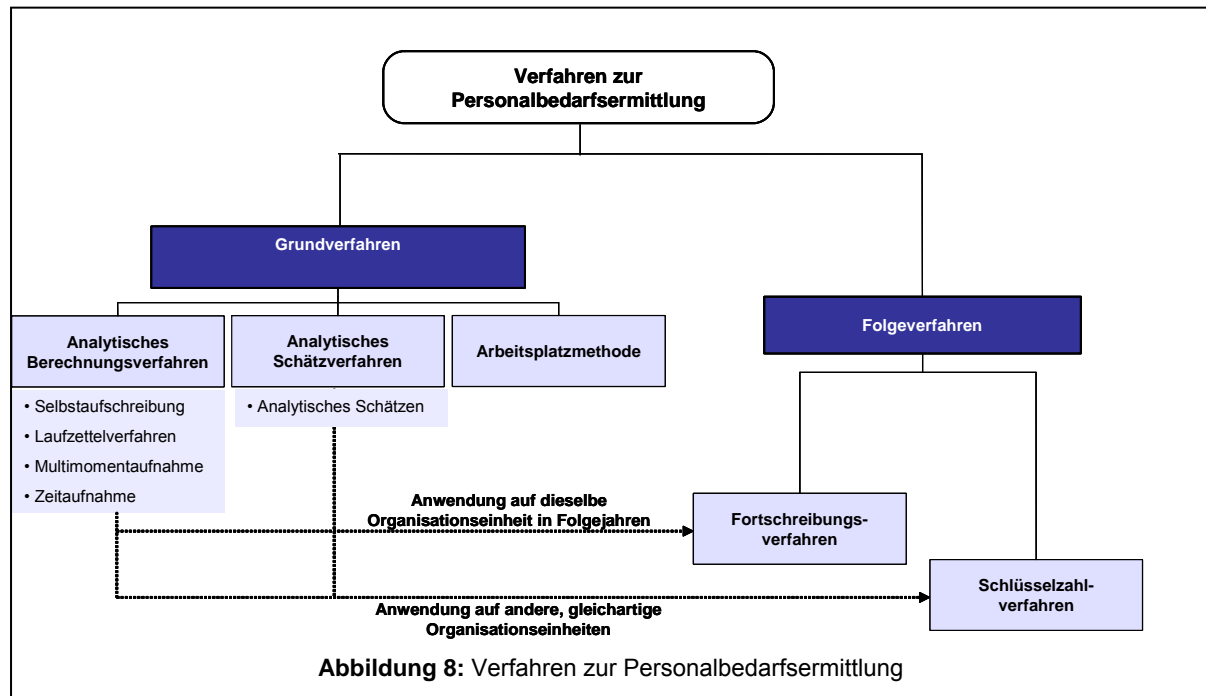 Verfahren zur
Personalbedarfsermittlung
Grundverfahren
Folgeverfahren
Analytisches
Berechnungsverfahren
Analytisches
Schätzverfahren
Arbeitsplatzmethode
• Selbstaufschreibung
• Laufzettelverfahren
• Multimomentaufnahme
• Zeitaufnahme
• Analytisches Schätzen
Anwendung auf dieselbe
Organisationseinheit in Folgejahren
Fortschreibungs-
verfahren
Anwendung auf andere, gleichartige
Organisationseinheiten
Schlüsselzahl-
verfahren
Abbildung 8: Verfahren zur Personalbedarfsermittlung